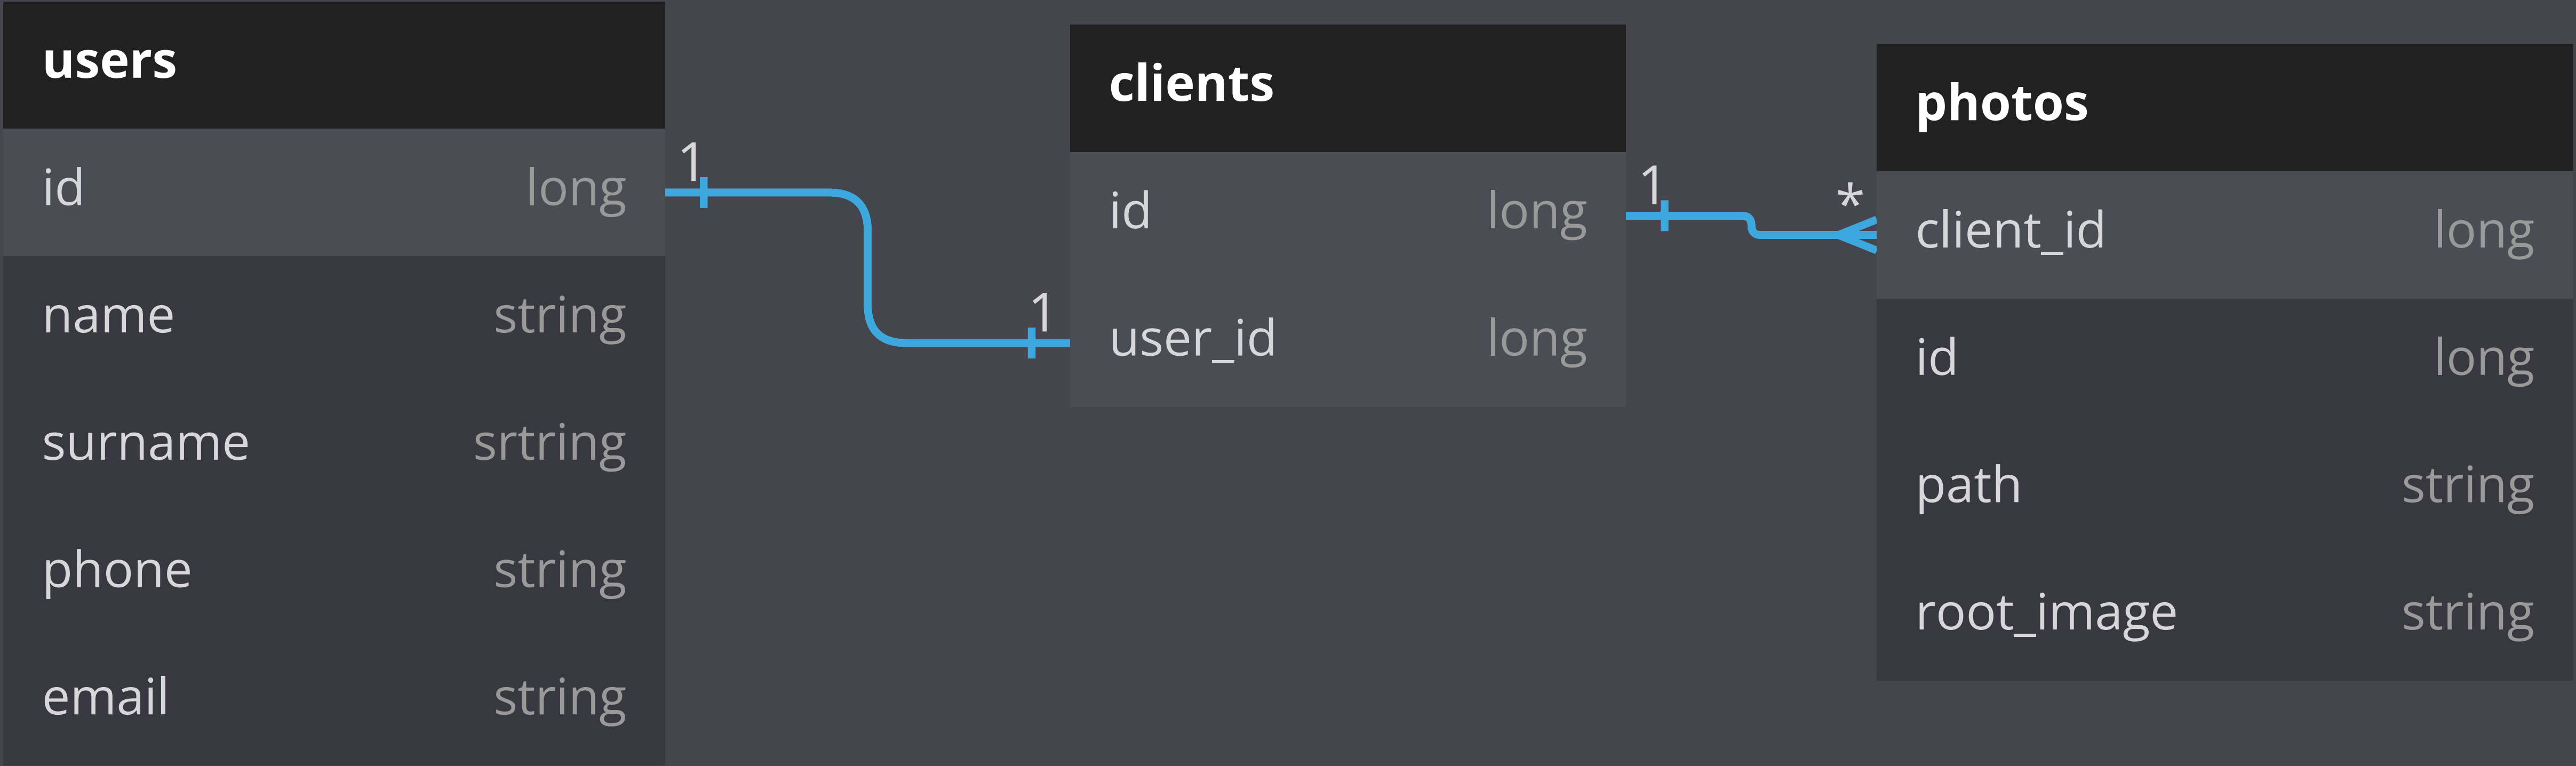 users
id long
name string
surname srtring
phone string
email string
1
1
clients
id long
user_id long
1
*
photos
client_id long
id long
path string
root_image string